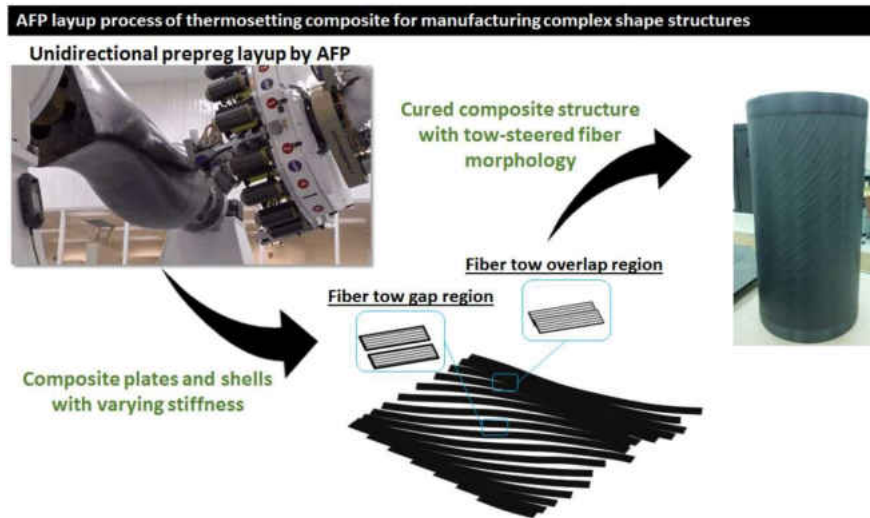 AFP layup process of thermosetting composite for manufacturing complex shape structures
Unidirectional prepreg layup by AFP
Cured composite structure
with tow-steered fiber
morphology
Fiber tow overlap region
Fiber tow gap region
Composite plates and shells
with varying stiffness